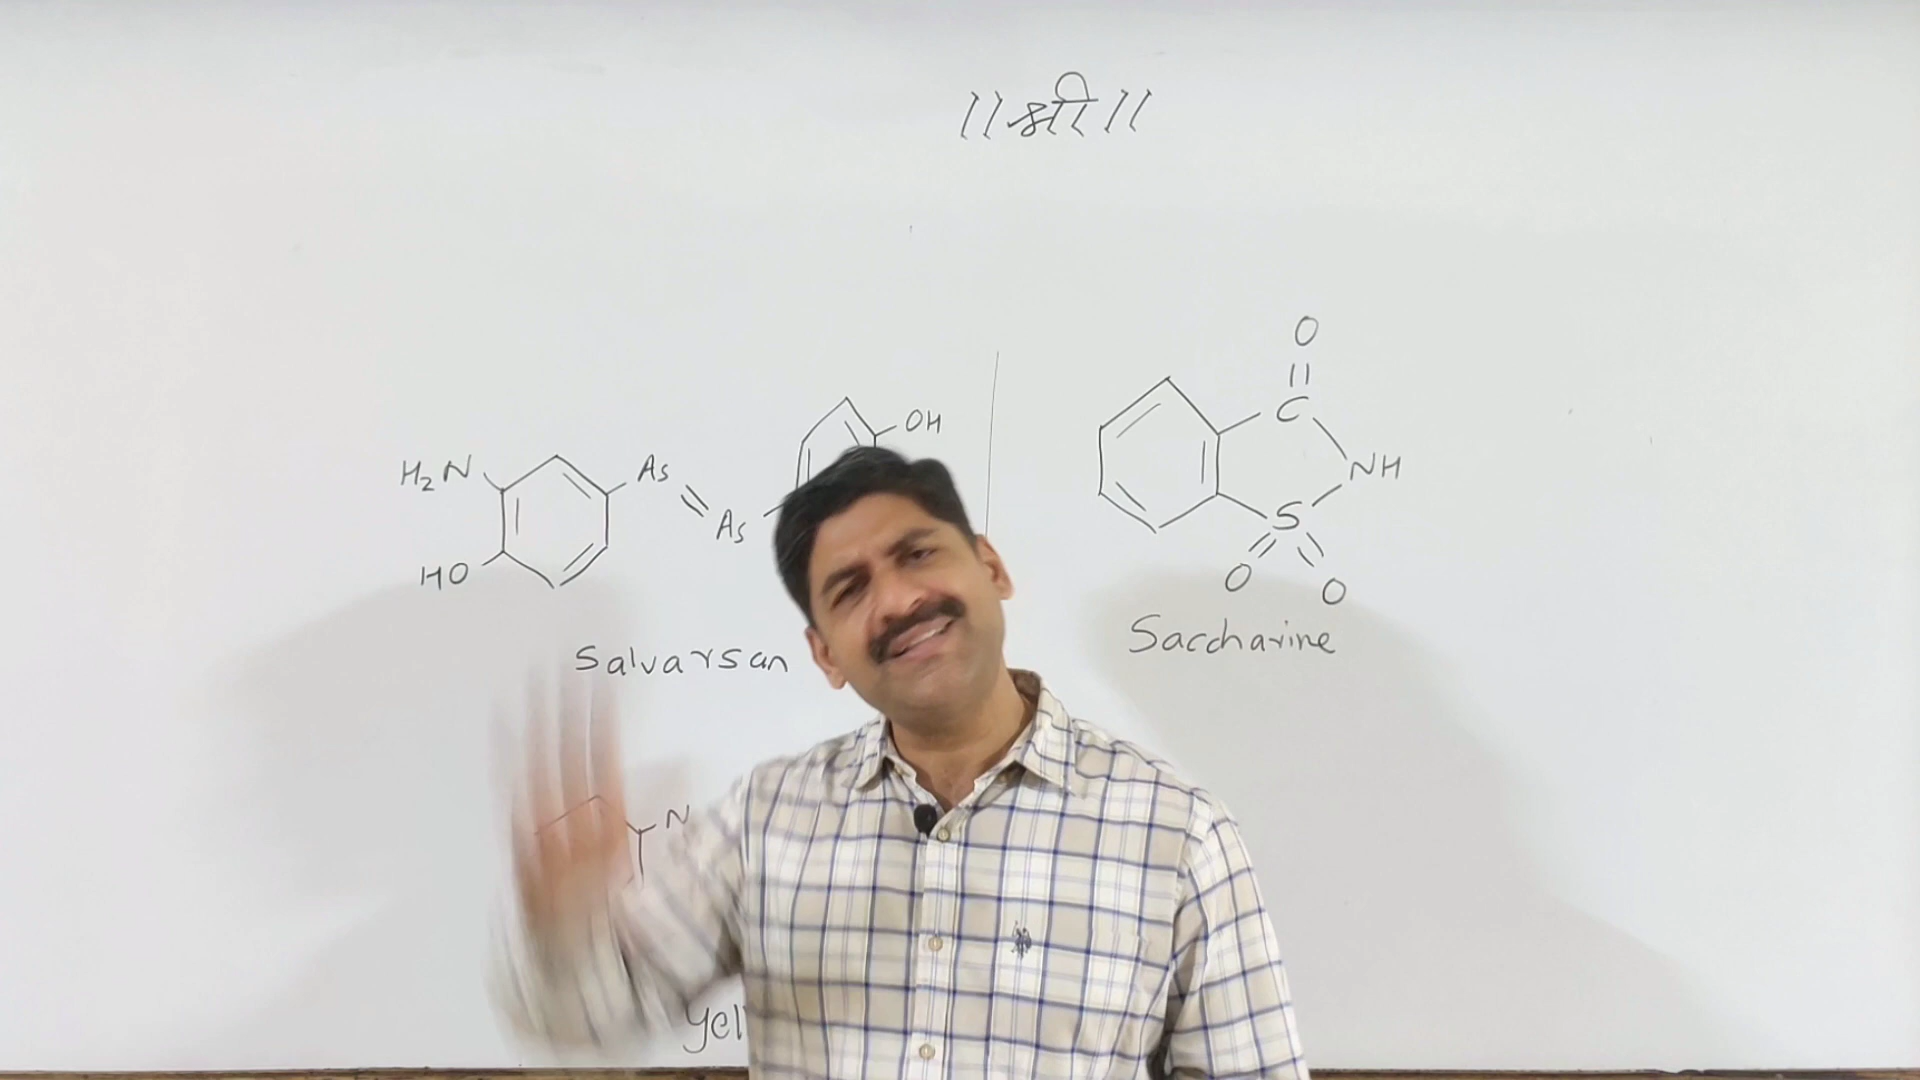 ||श्री||
O
||
C
OH
H2N
As
NH
As
S
HO
O
O
Salvarsan
Saccharine
N